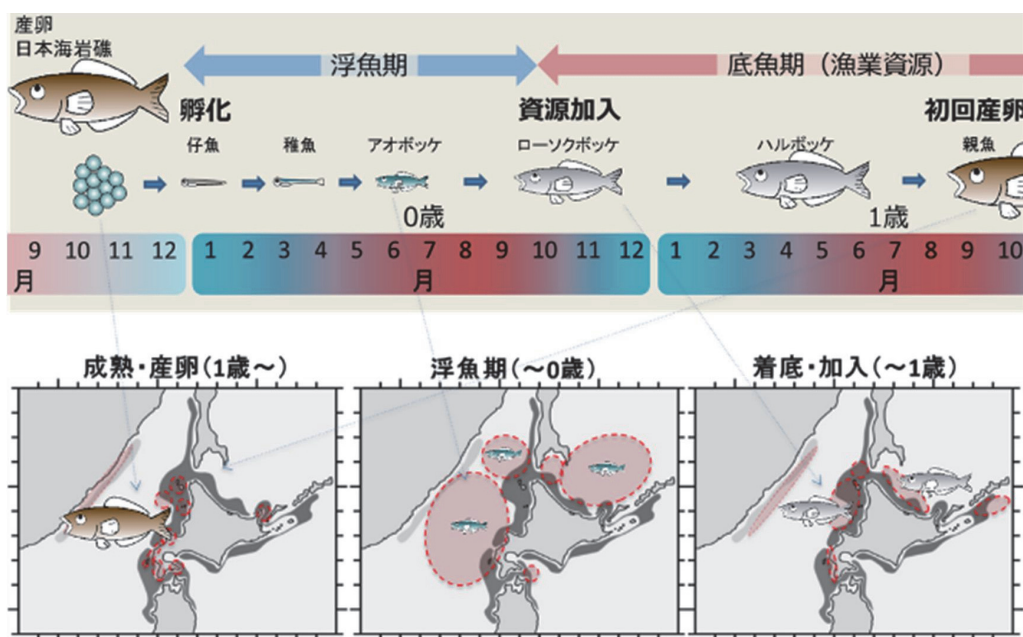 産卵
日本海岩礁
浮魚期
底魚期（漁業資源）
孵化
資源加入
初回産卵
仔魚
稚魚
アオボッケ
ローソクボッケ
ハルボッケ
親魚
0歳
1歳
9 10 11 12 1 2 3 4 5 6 7 8 9 10 11 12 1 2 3 4 5 6 7 8 9 10
月 月 月
成熟・産卵(1歳～)
浮魚期(～0歳)
着底・加入(～1歳)